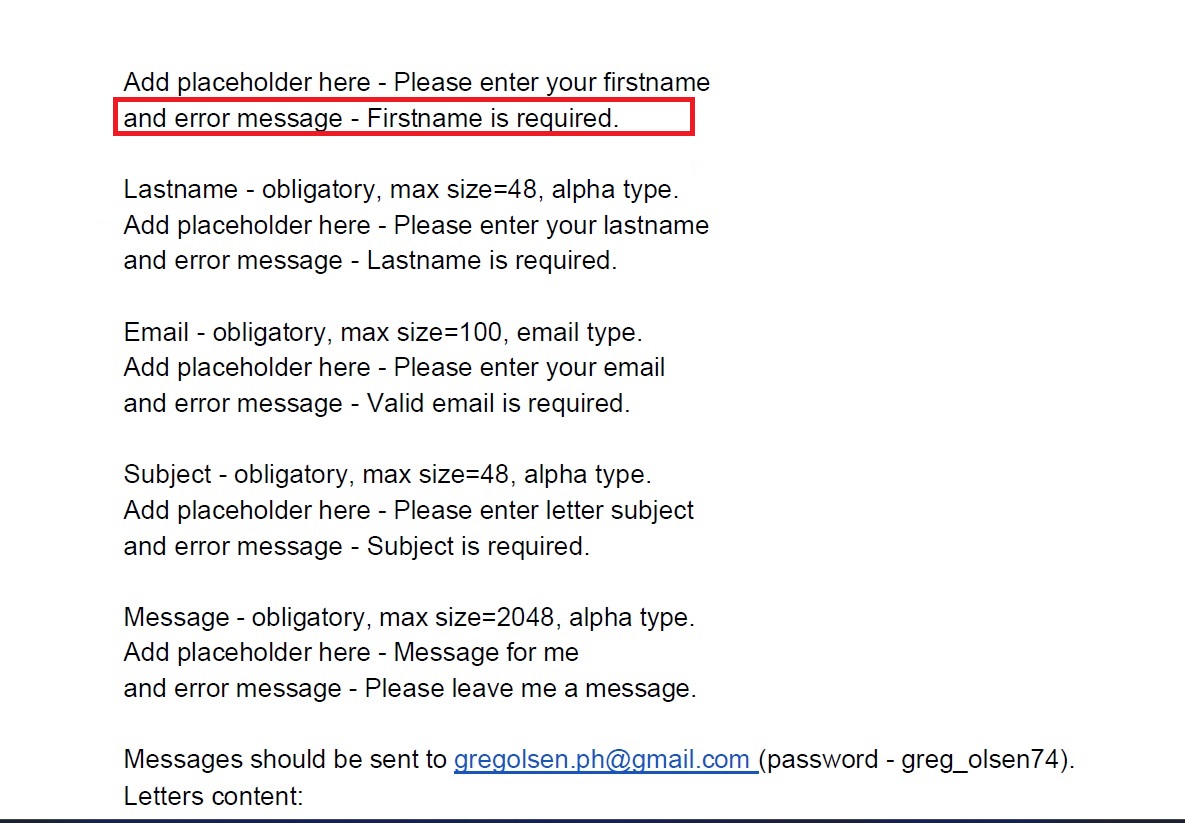 Add placeholder here - Please enter your firstname
and error message - Firstname is required.
Lastname - obligatory, max size=48, alpha type.
Add placeholder here - Please enter your lastname
and error message - Lastname is required.
Email - obligatory, max size=100, email type.
Add placeholder here - Please enter your email
and error message - Valid email is required.
Subject - obligatory, max size=48, alpha type.
Add placeholder here - Please enter letter subject
and error message - Subject is required.
Message - obligatory, max size=2048, alpha type.
Add placeholder here - Message for me
and error message - Please leave me a message.
Messages should be sent to gregolsen.ph@gmail.com (password - greg_olsen74).
Letters content: